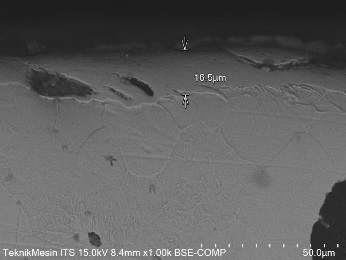 16.5µm
TeknikMesin ITS 15.0kV 8.4mm x1.00k BSE-COMP
50.0µm